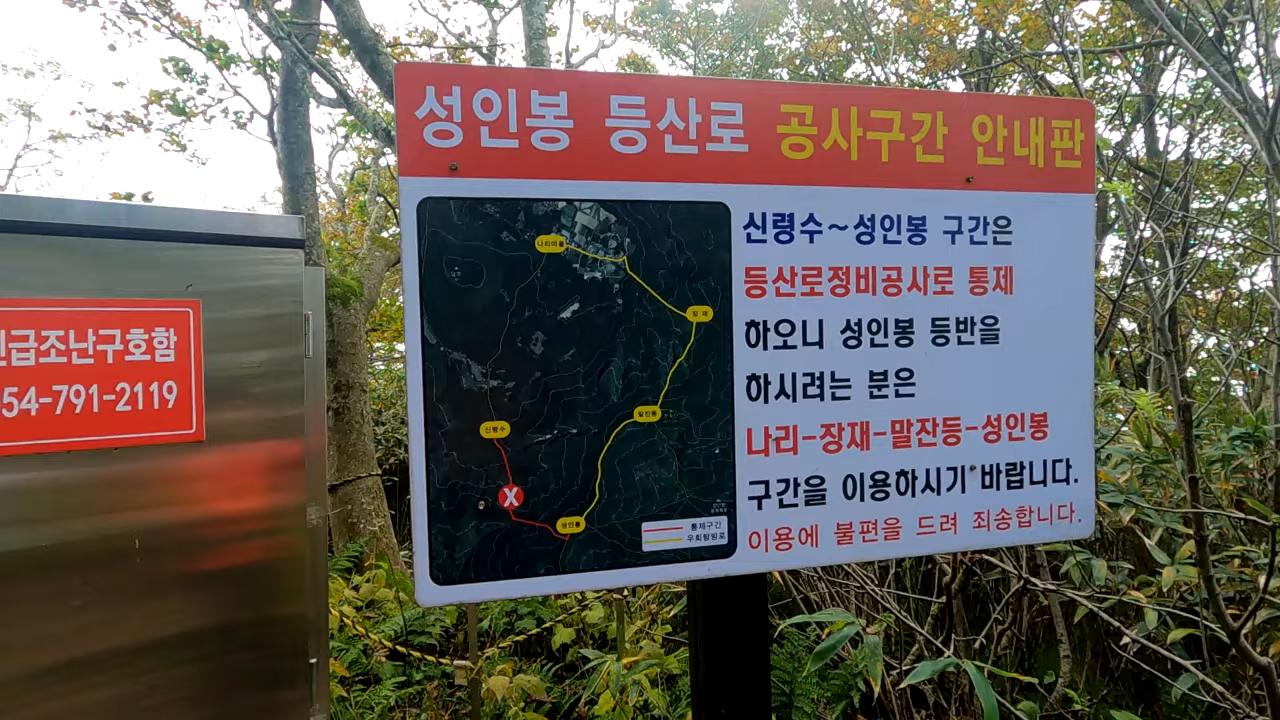 성인봉 등산로 공사구간 안내판
신령수~성인봉 구간은
등산로정비공사로 통제
하오니 성인봉 등반을
하시려는 분은
나리-장재-말잔등-성인봉
구간을 이용하시기 바랍니다.
이용에 불편을 드려 죄송합니다.
나리마을
장재
말잔등
신령수
X
성인봉
통제구간
우회탐방로
급조난구호함
54-791-2119